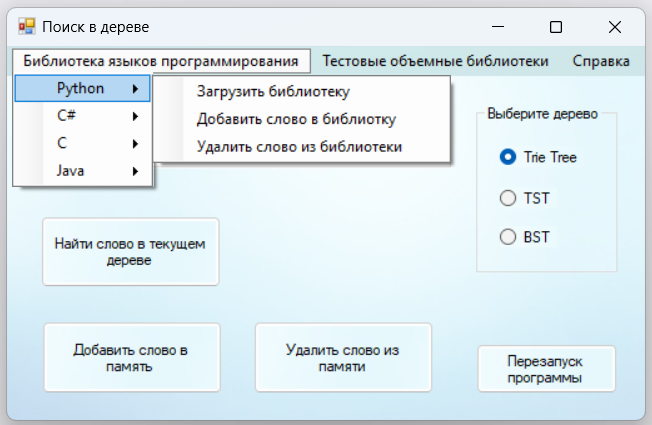 Поиск в дереве
Библиотека языков программирования Тестовые объемные библиотеки Справка
Python
C#
C
Java
Загрузить библиотеку
Добавить слово в библиотку
Удалить слово из библиотеки
Выберите дерево
Trie Tree
TST
BST
Найти слово в текущем
дереве
Добавить слово в
память
Удалить слово из
памяти
Перезапуск
программы